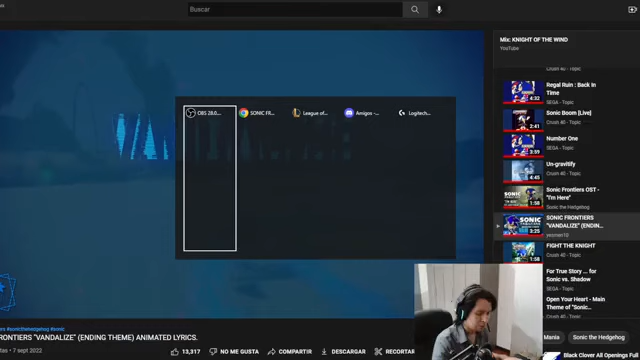 Buscar
Mix: KNIGHT OF THE WIND
YouTube
Crush 40 - Topic
4:32
Regal Ruin : Back In
Time
SEGA - Topic
2:41
Sonic Boom [Live]
Crush 40 - Topic
3:59
Number One
SEGA - Topic
4:45
Un-gravitify
Crush 40 - Topic
1:58
Sonic Frontiers OST -
"I'm Here"
Sonic the Hedgehog
3:25
SONIC FRONTIERS
"VANDALIZE" (ENDING
1:58
FIGHT THE KNIGHT
Crush 40 - Topic
For True Story ... for
Sonic vs. Shadow
SEGA - Topic
Open Your Heart - Main
Theme of "Sonic
OBS 28.0...
SONIC FR...
League of...
Amigos -...
Logitech...
#sonicthehedgehog #sonic
FRONTIERS "VANDALIZE" (ENDING THEME) ANIMATED LYRICS.
7 sept 2022
13,317
NO ME GUSTA
COMPARTIR
DESCARGAR
RECORTAR
Mania
Sonic the Hedgehog
Black Clover All Openings Full